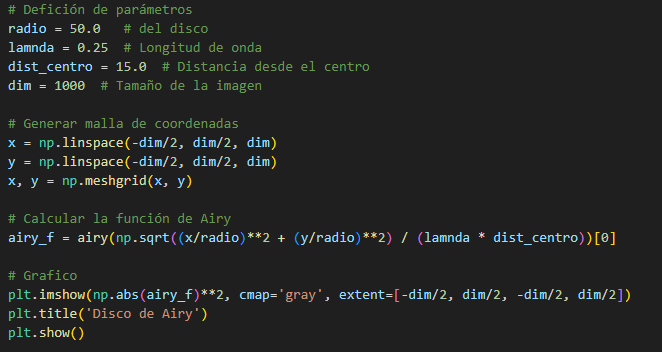 # Defición de parámetros
radio = 50.0   # del disco
lamnda = 0.25  # Longitud de onda
dist_centro = 15.0  # Distancia desde el centro
dim = 1000  # Tamaño de la imagen
# Generar malla de coordenadas
x = np.linspace(-dim/2, dim/2, dim)
y = np.linspace(-dim/2, dim/2, dim)
x, y = np.meshgrid(x, y)
# Calcular la función de Airy
airy_f = airy(np.sqrt((x/radio)**2 + (y/radio)**2) / (lamnda * dist_centro))[0]
# Grafico
plt.imshow(np.abs(airy_f)**2, cmap='gray', extent=[-dim/2, dim/2, -dim/2, dim/2])
plt.title('Disco de Airy')
plt.show()